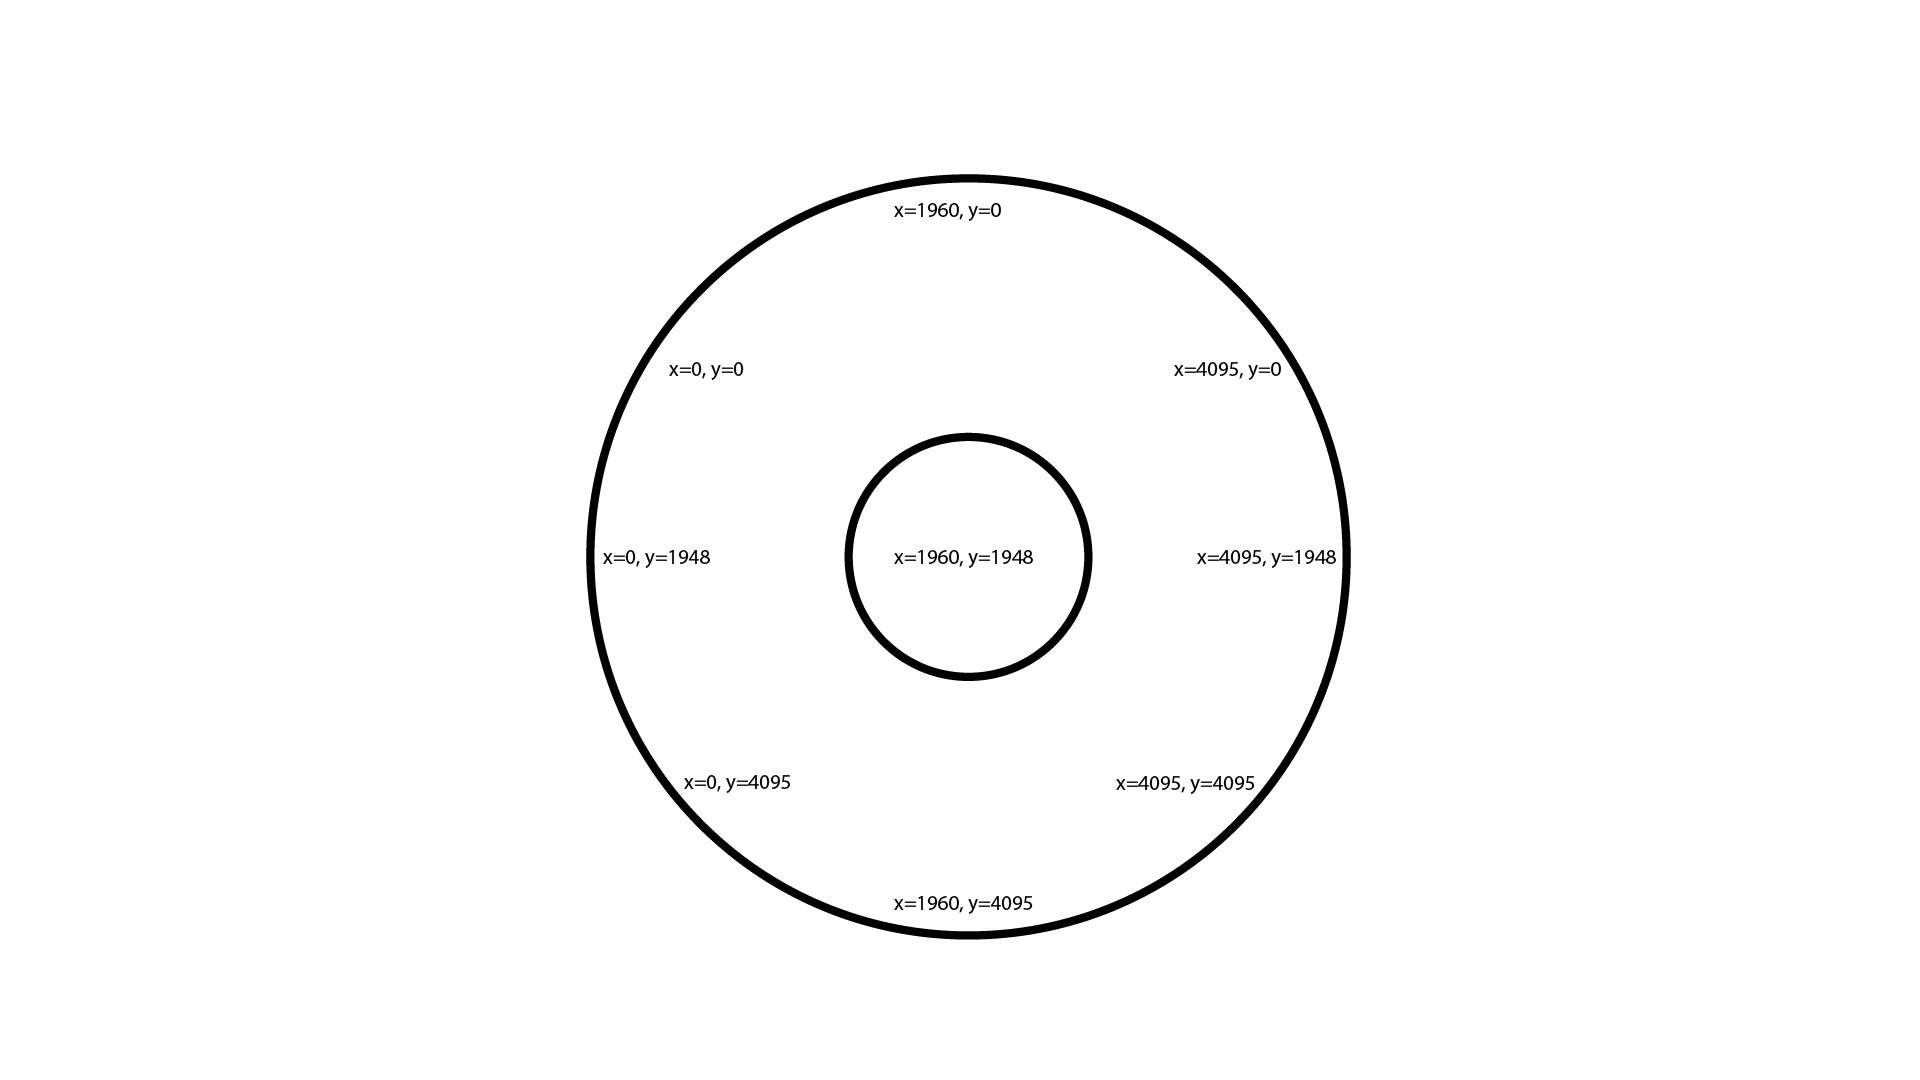 x=1960, y=0
x=0, y=0
x=4095, y=0
x=0, y=1948
x=1960, y=1948
x=4095, y=1948
x=0, y=4095
x=4095, y=4095
x=1960, y=4095